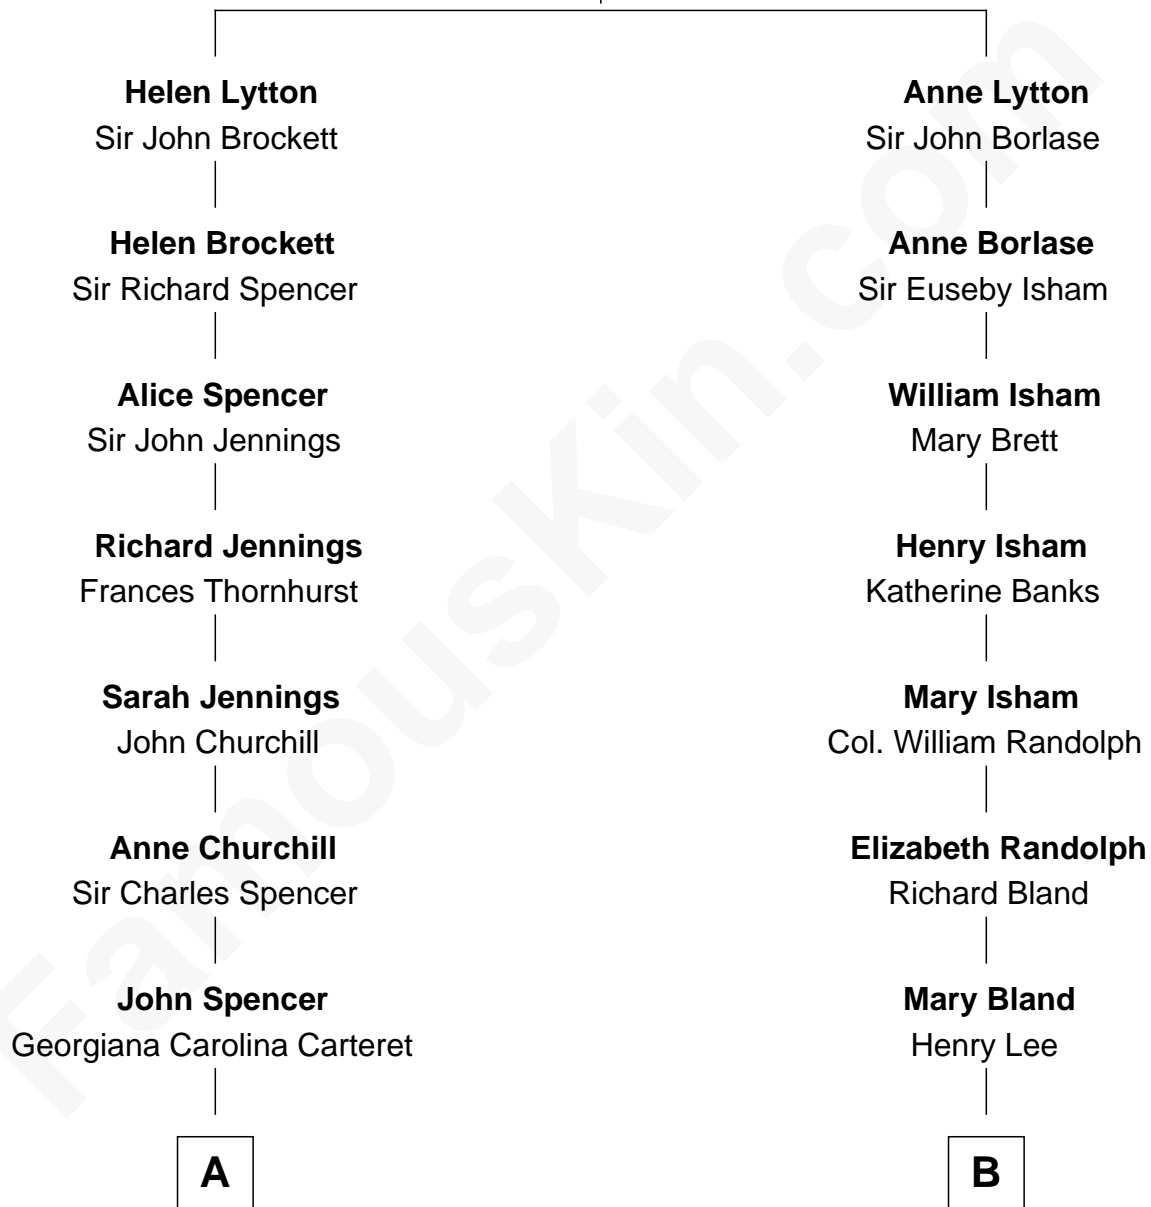 Helen Lytton
Sir John Brockett
Anne Lytton
Sir John Borlase
Helen Brockett
Sir Richard Spencer
Anne Borlase
Sir Euseby Isham
Alice Spencer
Sir John Jennings
William Isham
Mary Brett
Richard Jennings
Frances Thornhurst
Henry Isham
Katherine Banks
Sarah Jennings
John Churchill
Mary Isham
Col. William Randolph
Anne Churchill
Sir Charles Spencer
Elizabeth Randolph
Richard Bland
John Spencer
Georgiana Carolina Carteret
Mary Bland
Henry Lee
A
B
FamousKin.com